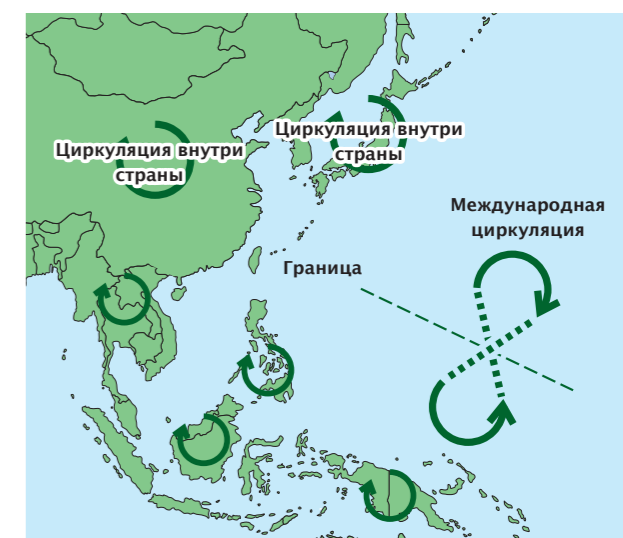 Циркуляция внутри
страны
Циркуляция внутри
страны
Международная
циркуляция
Граница